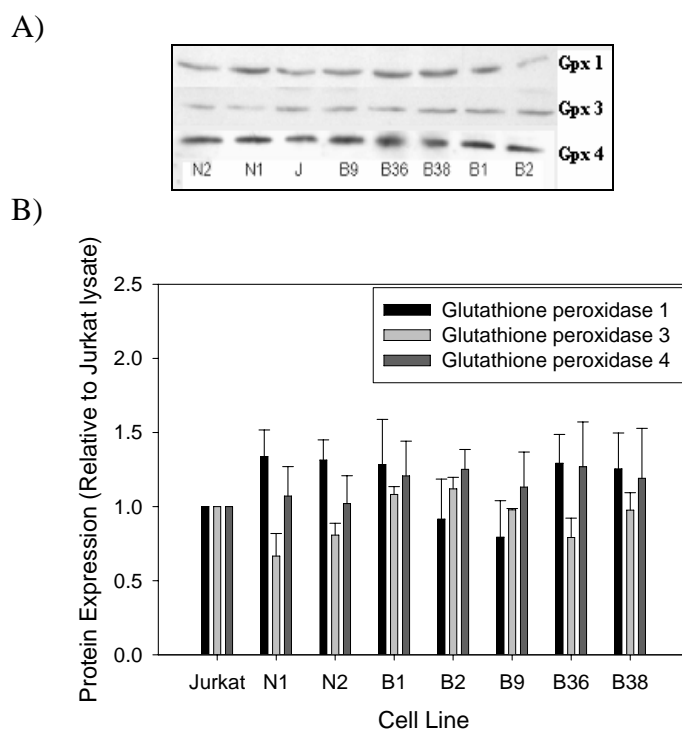 A)
Gpx 1
Gpx 3
Gpx 4
N2 N1 J B9 B36 B38 B1 B2
B)
Protein Expression (Relative to Jurkat lysate)
2.5
2.0
1.5
1.0
0.5
0.0
Glutathione peroxidase 1
Glutathione peroxidase 3
Glutathione peroxidase 4
Jurkat N1 N2 B1 B2 B9 B36 B38
Cell Line